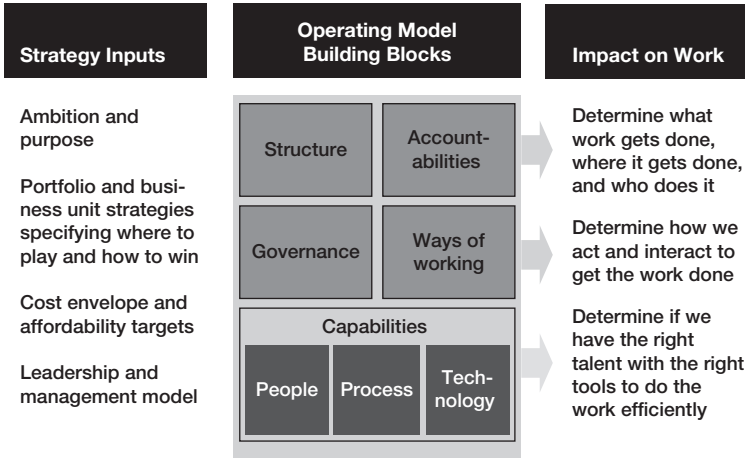 Strategy Inputs
Ambition and
purpose
Portfolio and busi-
ness unit strategies
specifying where to
play and how to win
Cost envelope and
affordability targets
Leadership and
management model
Operating Model
Building Blocks
Structure
Account-
abilities
Governance
Ways of
working
Capabilities
People
Process
Tech-
nology
Impact on Work
Determine what
work gets done,
where it gets done,
and who does it
Determine how we
act and interact to
get the work done
Determine if we
have the right
talent with the right
tools to do the
work efficiently